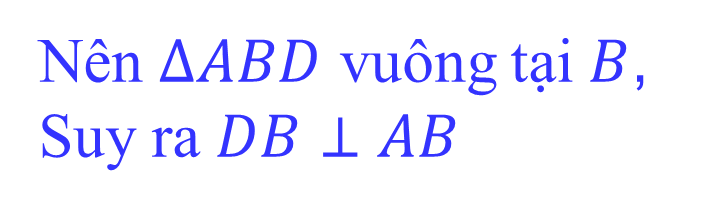 Nên ΔABD vuông tại B,
Suy ra DB ⊥ AB